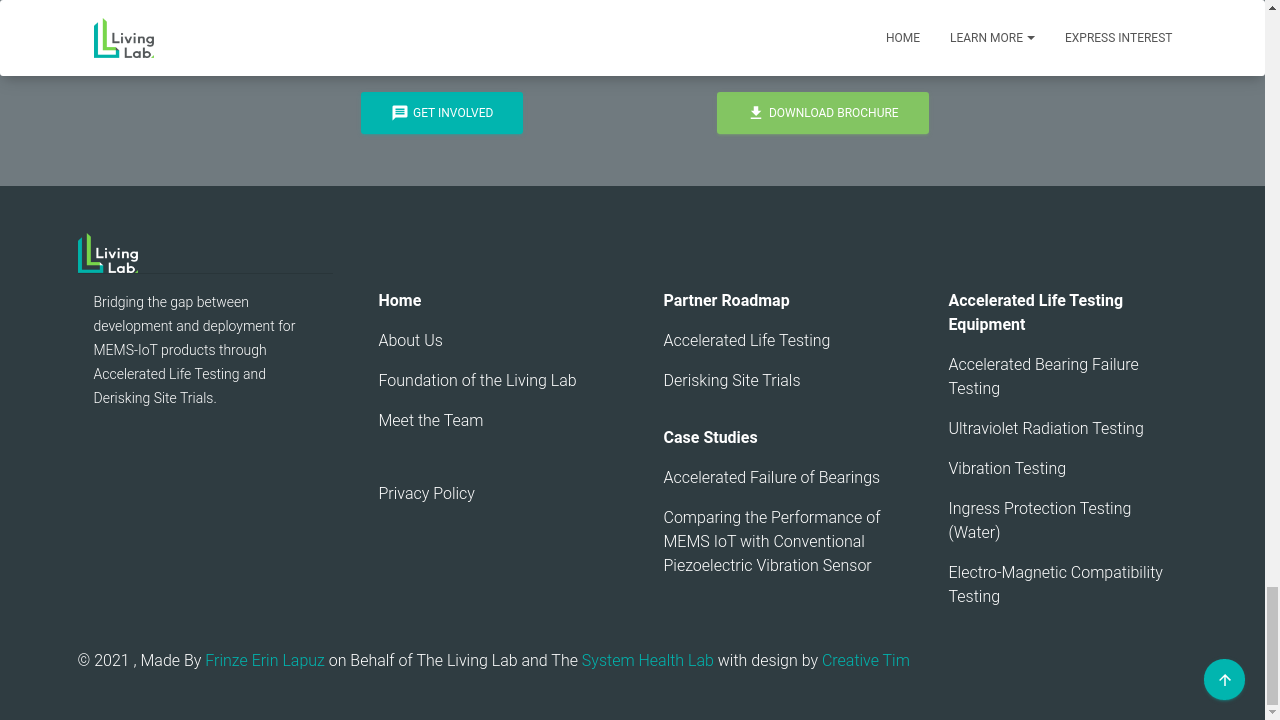 Living
Lab.
HOME
LEARN MORE
EXPRESS INTEREST
GET INVOLVED
DOWNLOAD BROCHURE
Living
Lab.
Bridging the gap between
development and deployment for
MEMS-IoT products through
Accelerated Life Testing and
Derisking Site Trials.
Home
About Us
Foundation of the Living Lab
Meet the Team
Privacy Policy
Partner Roadmap
Accelerated Life Testing
Derisking Site Trials
Case Studies
Accelerated Failure of Bearings
Comparing the Performance of
MEMS IoT with Conventional
Piezoelectric Vibration Sensor
Accelerated Life Testing
Equipment
Accelerated Bearing Failure
Testing
Ultraviolet Radiation Testing
Vibration Testing
Ingress Protection Testing
(Water)
Electro-Magnetic Compatibility
Testing
© 2021 , Made By Frinze Erin Lapuz on Behalf of The Living Lab and The System Health Lab with design by Creative Tim